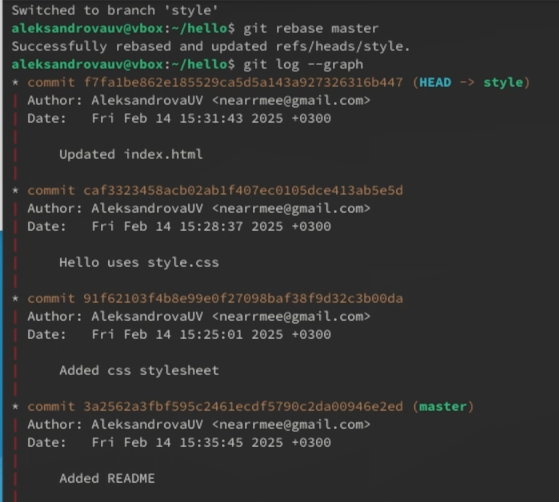 Switched to branch 'style'
aleksandrovauv@vbox:~/hello$ git rebase master
Successfully rebased and updated refs/heads/style.
aleksandrovauv@vbox:~/hello$ git log --graph
* commit f7fa1be862e185529ca5d5a143a927326316b447 (HEAD -> style)
| Author: AleksandrovaUV <nearrmee@gmail.com>
| Date:   Fri Feb 14 15:31:43 2025 +0300
|
|     Updated index.html
|
* commit caf3323458acb02ab1f407ec0105dce413ab5e5d
| Author: AleksandrovaUV <nearrmee@gmail.com>
| Date:   Fri Feb 14 15:28:37 2025 +0300
|
|     Hello uses style.css
|
* commit 91f62103f4b8e99e0f27098baf38f9d32c3b00da
| Author: AleksandrovaUV <nearrmee@gmail.com>
| Date:   Fri Feb 14 15:25:01 2025 +0300
|
|     Added css stylesheet
|
* commit 3a2562a3fbf595c2461ecdf5790c2da00946e2ed (master)
| Author: AleksandrovaUV <nearrmee@gmail.com>
| Date:   Fri Feb 14 15:35:45 2025 +0300
|
|     Added README
|